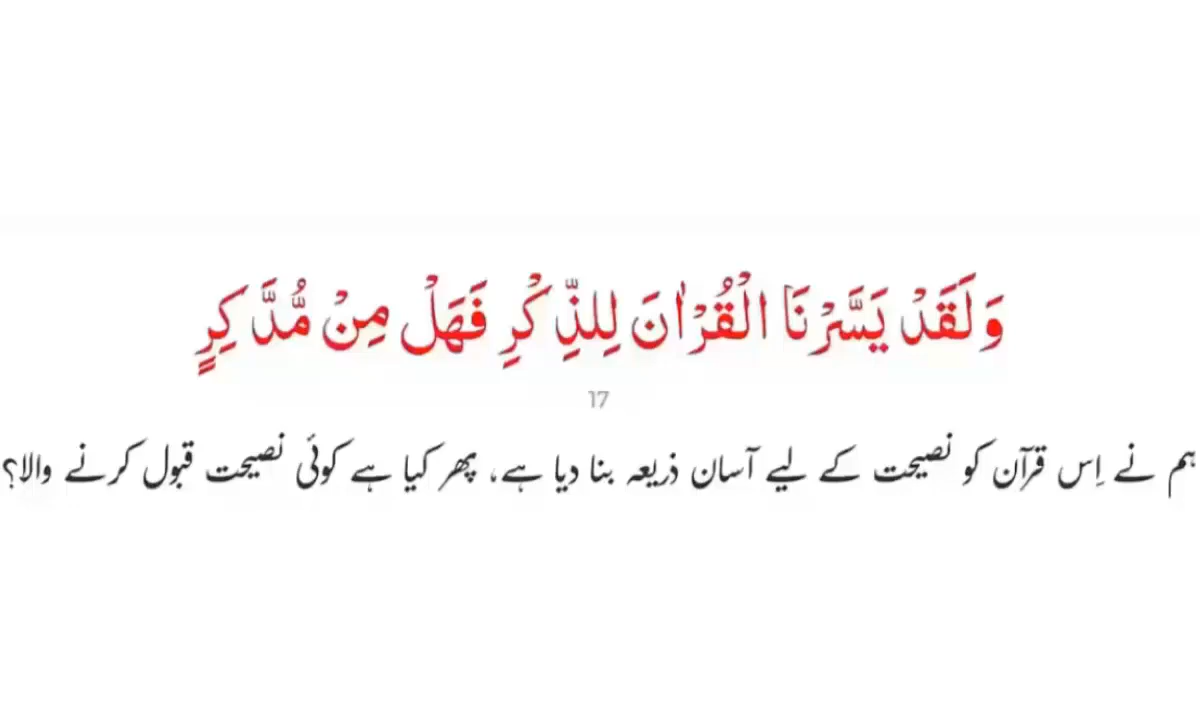 وَلَقَدْ يَسَّرْنَا الْقُرْاٰنَ لِلذِّكْرِ فَهَلْ مِنْ مُّدَّكِرٍ
17
ہم نے اِس قرآن کو نصیحت کے لیے آسان ذریعہ بنا دیا ہے، پھر کیا ہے کوئی نصیحت قبول کرنے والا؟